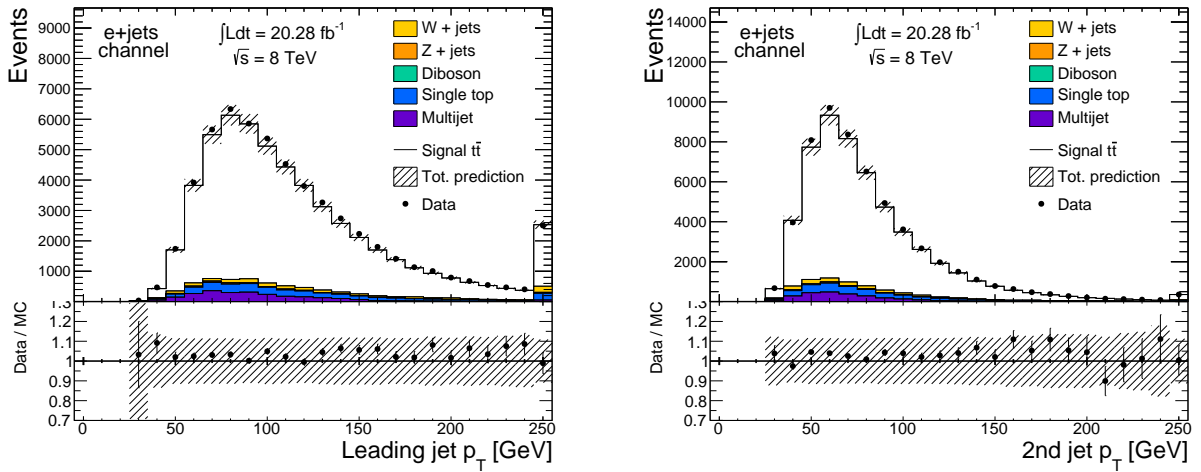 Events
9000
8000
7000
6000
5000
4000
3000
2000
1000
e+jets
channel
∫Ldt = 20.28 fb⁻¹
√s = 8 TeV
W + jets
Z + jets
Diboson
Single top
Multijet
Signal tt̄
Tot. prediction
Data
Data / MC
1.3
1.2
1.1
1
0.9
0.8
0.7
0 50 100 150 200 250
Leading jet p_T [GeV]
Events
14000
12000
10000
8000
6000
4000
2000
e+jets
channel
∫Ldt = 20.28 fb⁻¹
√s = 8 TeV
W + jets
Z + jets
Diboson
Single top
Multijet
Signal tt̄
Tot. prediction
Data
Data / MC
1.3
1.2
1.1
1
0.9
0.8
0.7
0 50 100 150 200 250
2nd jet p_T [GeV]